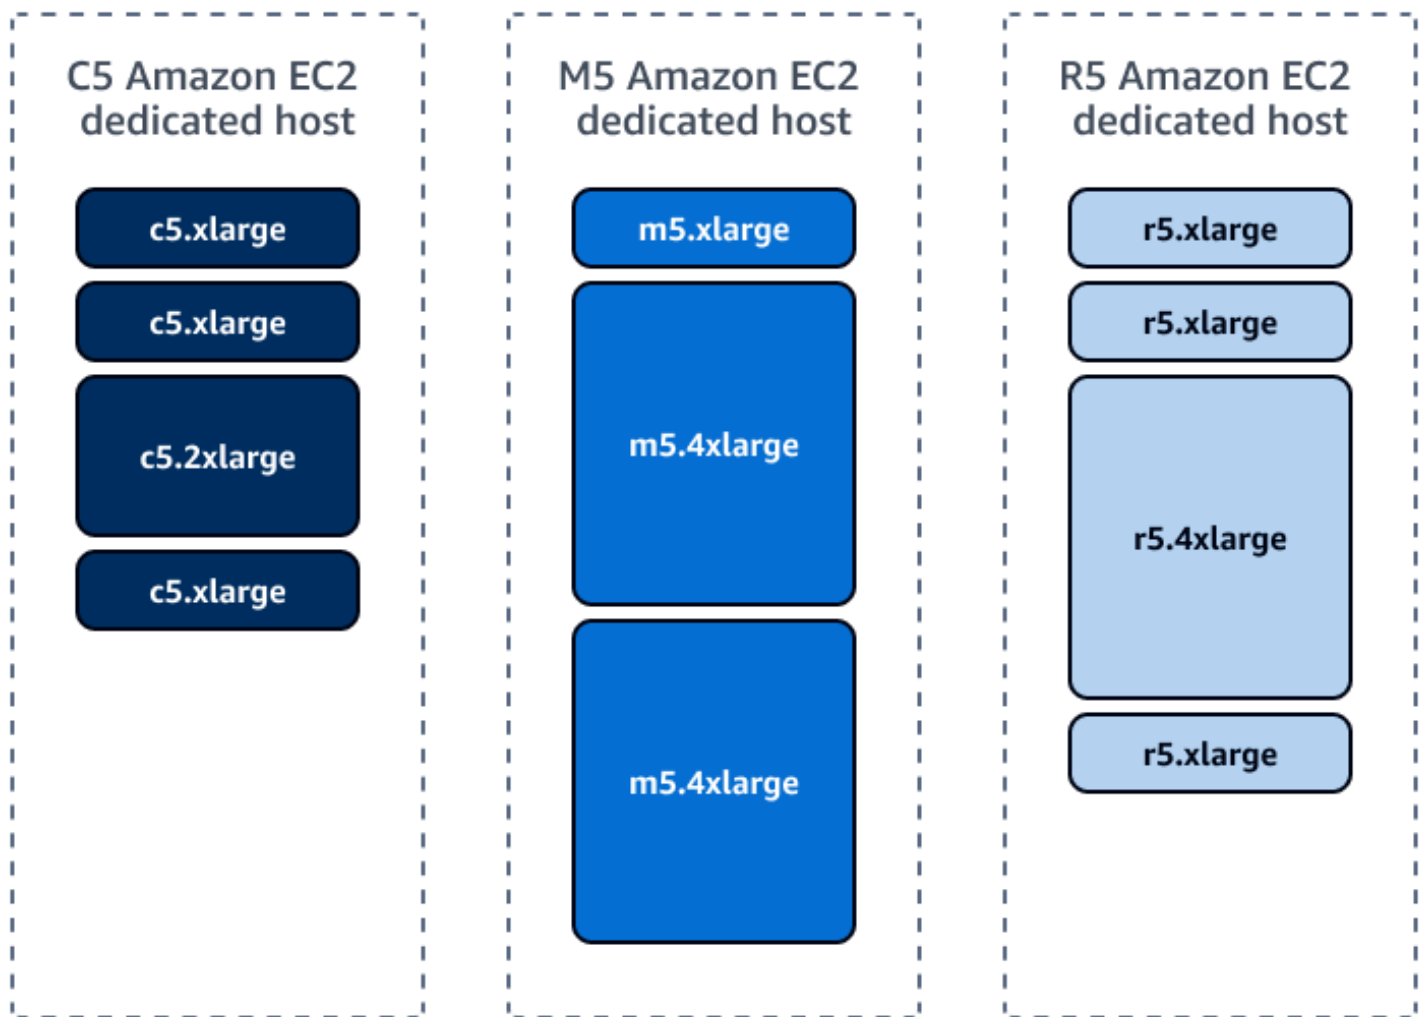 C5 Amazon EC2
dedicated host
c5.xlarge
c5.xlarge
c5.2xlarge
c5.xlarge
M5 Amazon EC2
dedicated host
m5.xlarge
m5.4xlarge
m5.4xlarge
R5 Amazon EC2
dedicated host
r5.xlarge
r5.xlarge
r5.4xlarge
r5.xlarge